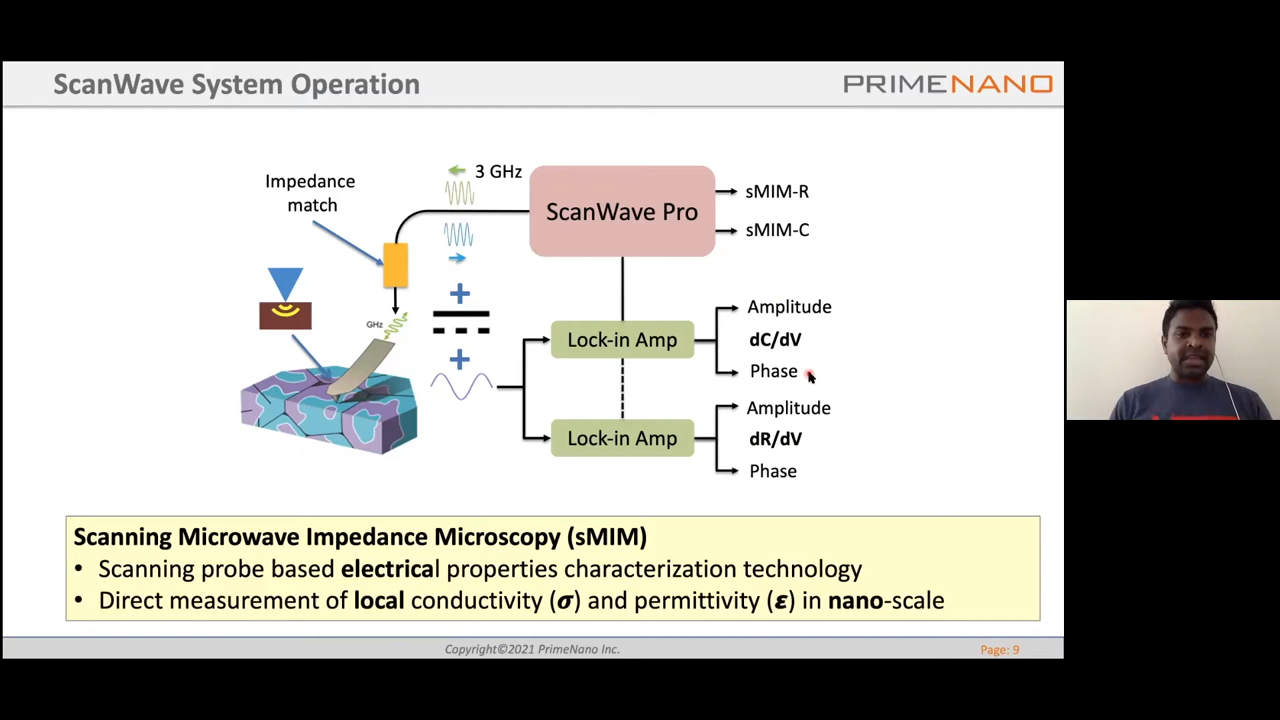 ScanWave System Operation
PRIMENANO
Impedance
match
3 GHz
ScanWave Pro
sMIM-R
sMIM-C
GHz
Lock-in Amp
Amplitude
dC/dV
Phase
Lock-in Amp
Amplitude
dR/dV
Phase
Scanning Microwave Impedance Microscopy (sMIM)
• Scanning probe based electrical properties characterization technology
• Direct measurement of local conductivity (σ) and permittivity (ε) in nano-scale
Copyright©2021 PrimeNano Inc.
Page: 9